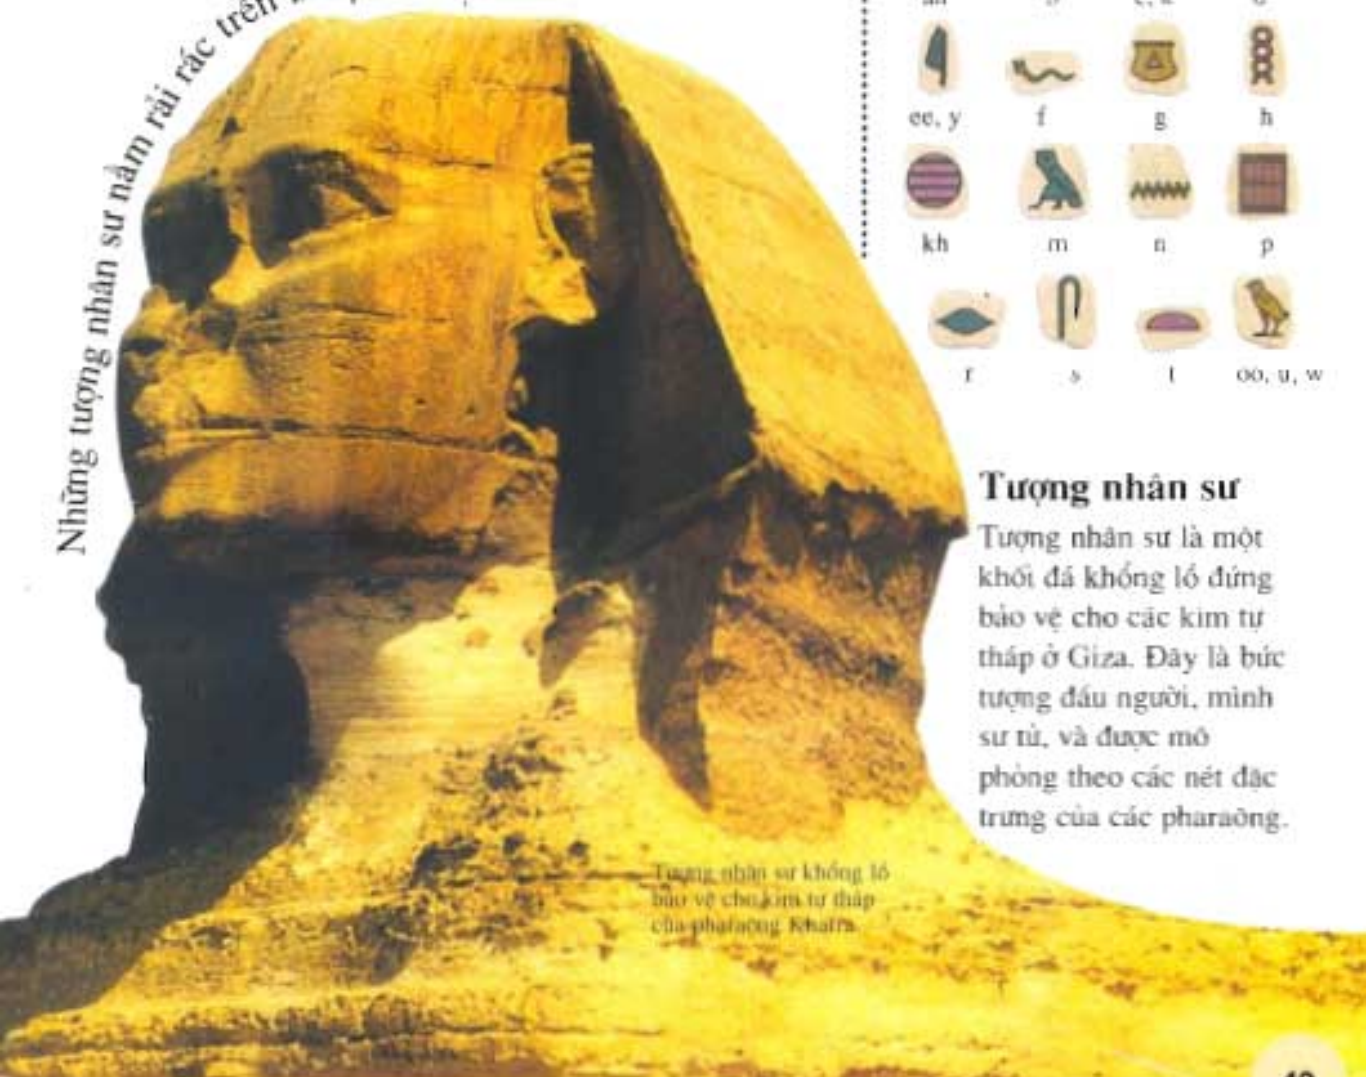 Những tượng nhân sư nằm rải rác trên
ee, y f g h
kh m n p
r s t oo, u, w
Tượng nhân sư
Tượng nhân sư là một
khối đá khổng lồ đứng
bảo vệ cho các kim tự
tháp ở Giza. Đây là bức
tượng đầu người, mình
sư tử, và được mô
phỏng theo các nét đặc
trưng của các pharaông.
Tượng nhân sư khổng lồ
bảo vệ cho kim tự tháp
của pharaông Khafra.